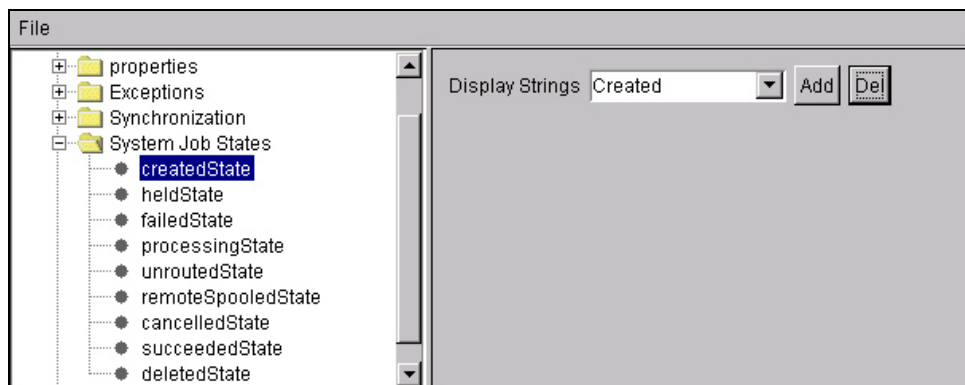 File
properties
Exceptions
Synchronization
System Job States
createdState
heldState
failedState
processingState
unroutedState
remoteSpooledState
cancelledState
succeededState
deletedState
Display Strings Created Add Del